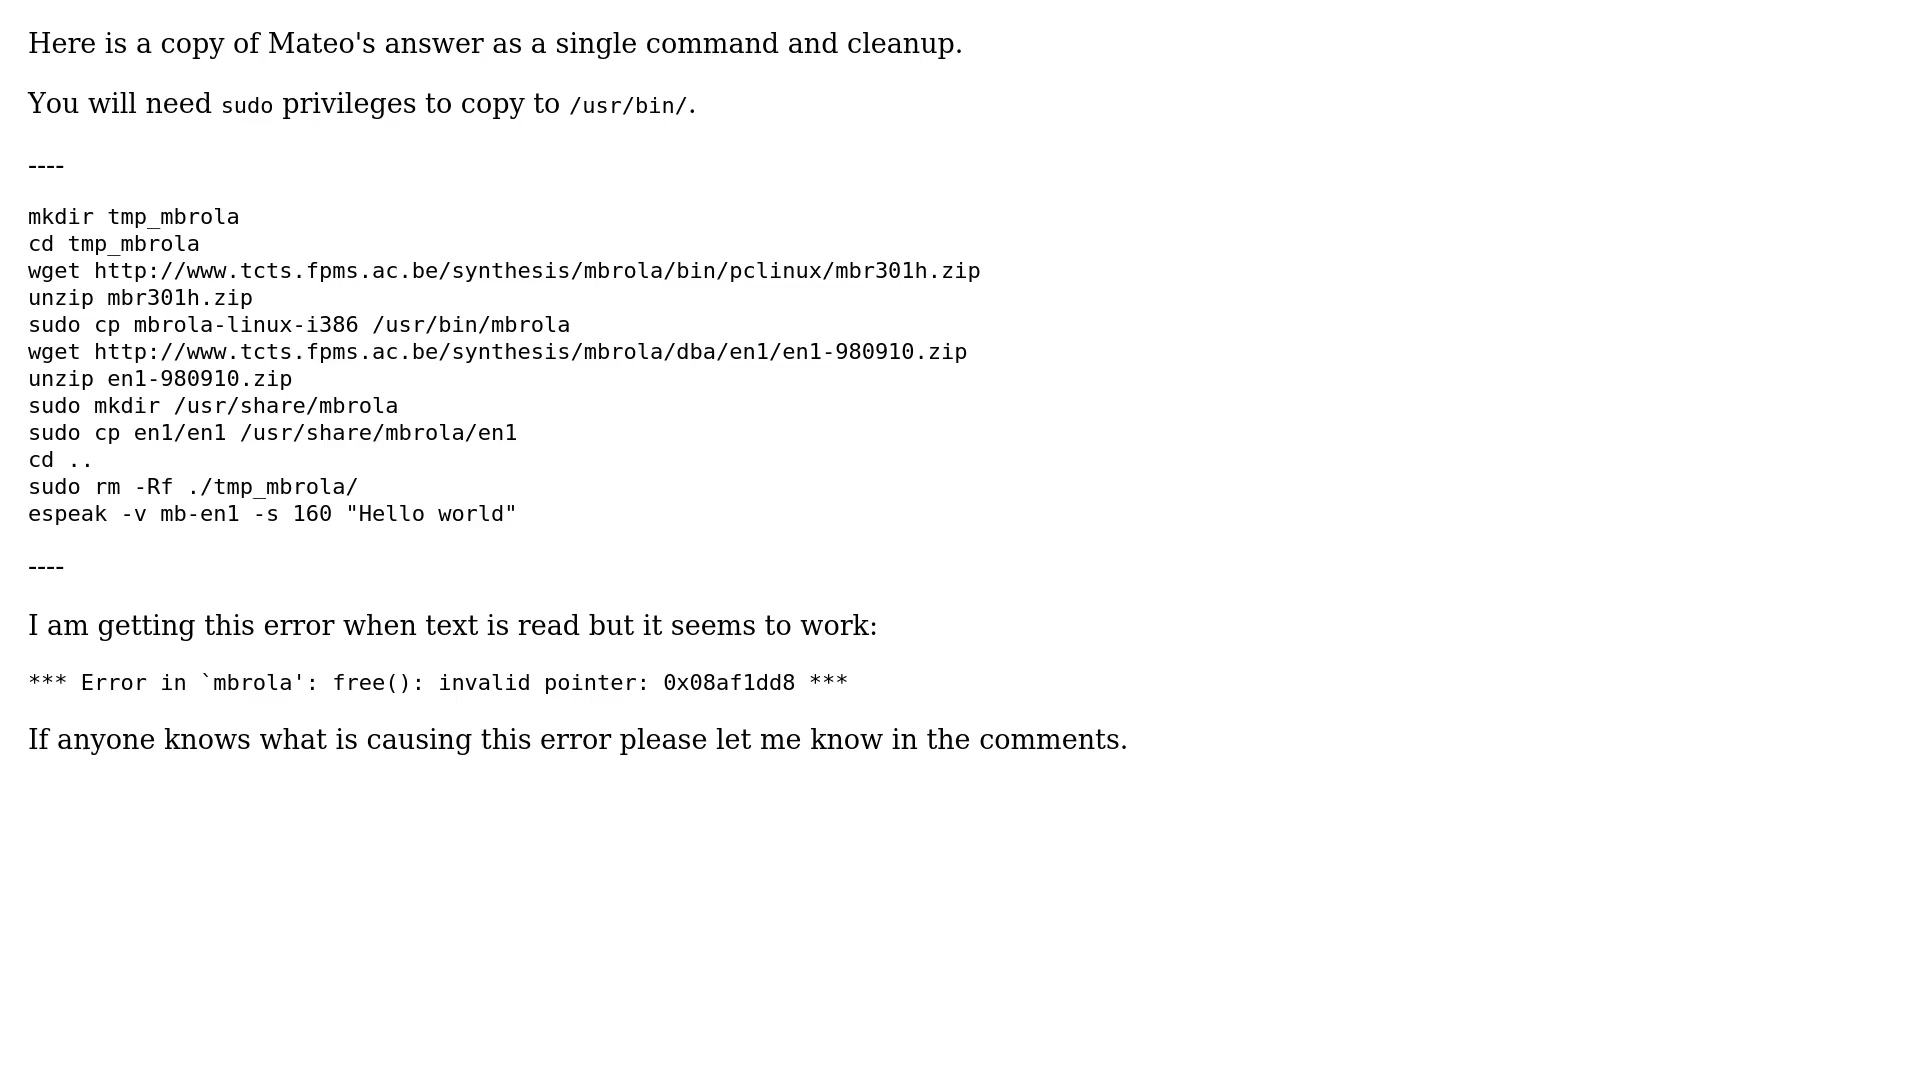 Here is a copy of Mateo's answer as a single command and cleanup.
You will need sudo privileges to copy to /usr/bin/.
----
mkdir tmp_mbrola
cd tmp_mbrola
wget http://www.tcts.fpms.ac.be/synthesis/mbrola/bin/pclinux/mbr301h.zip
unzip mbr301h.zip
sudo cp mbrola-linux-i386 /usr/bin/mbrola
wget http://www.tcts.fpms.ac.be/synthesis/mbrola/dba/en1/en1-980910.zip
unzip en1-980910.zip
sudo mkdir /usr/share/mbrola
sudo cp en1/en1 /usr/share/mbrola/en1
cd ..
sudo rm -Rf ./tmp_mbrola/
espeak -v mb-en1 -s 160 "Hello world"
----
I am getting this error when text is read but it seems to work:
*** Error in `mbrola': free(): invalid pointer: 0x08af1dd8 ***
If anyone knows what is causing this error please let me know in the comments.